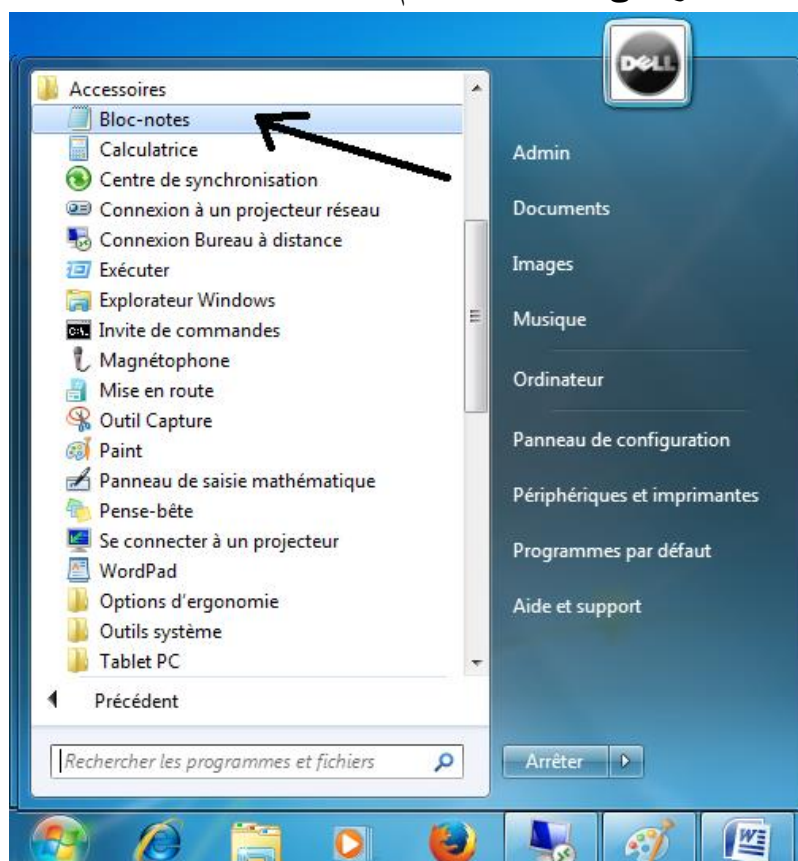 DELL
Accessoires
Bloc-notes
Calculatrice
Centre de synchronisation
Connexion à un projecteur réseau
Connexion Bureau à distance
Exécuter
Explorateur Windows
Invite de commandes
Magnétophone
Mise en route
Outil Capture
Paint
Panneau de saisie mathématique
Pense-bête
Se connecter à un projecteur
WordPad
Options d'ergonomie
Outils système
Tablet PC
Précédent
Rechercher les programmes et fichiers
Admin
Documents
Images
Musique
Ordinateur
Panneau de configuration
Périphériques et imprimantes
Programmes par défaut
Aide et support
Arrêter